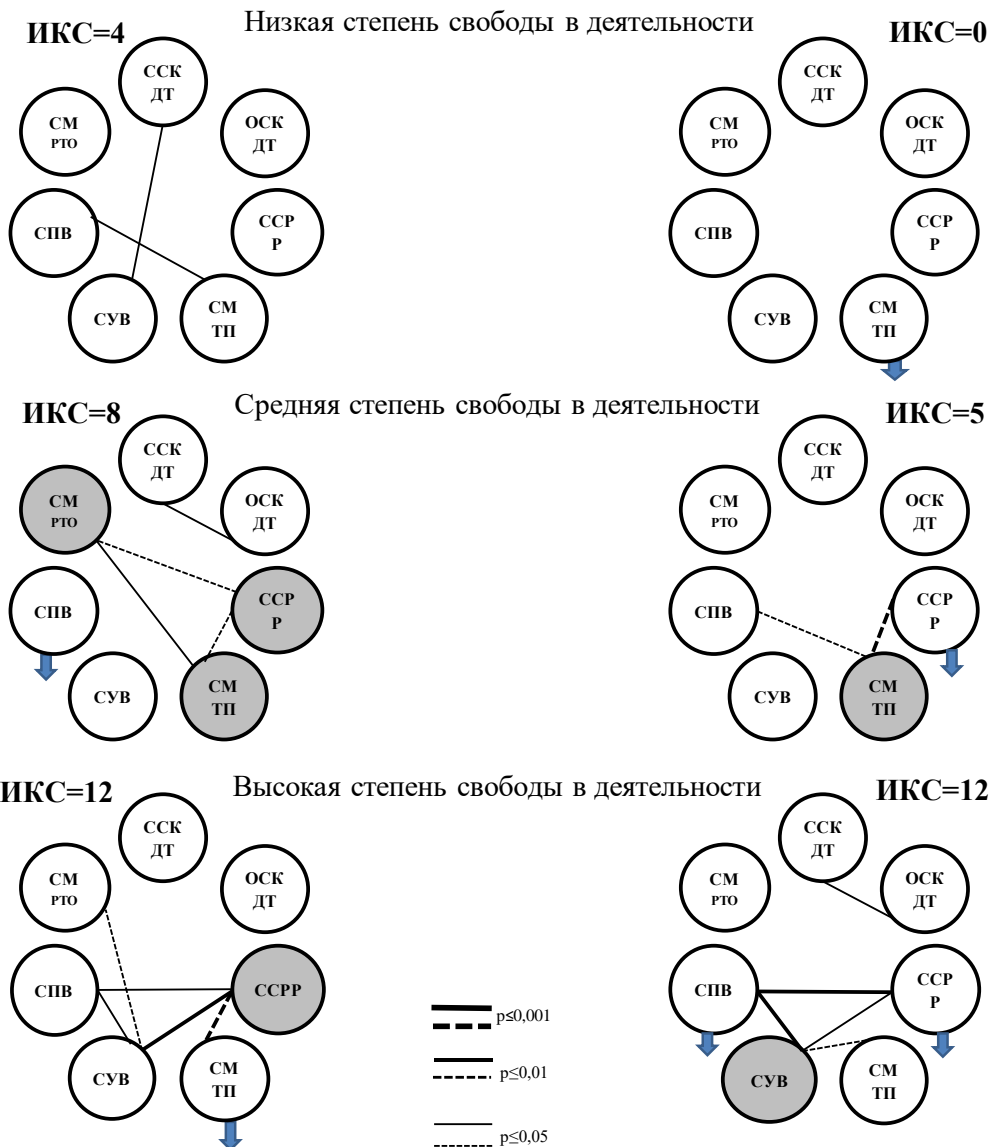 Низкая степень свободы в деятельности
ИКС=4
ССК
ДТ
СМ
РТО
ОСК
ДТ
СПВ
ССР
Р
СУВ
СМ
ТП
ИКС=0
ССК
ДТ
СМ
РТО
ОСК
ДТ
СПВ
ССР
Р
СУВ
СМ
ТП
Средняя степень свободы в деятельности
ИКС=8
ССК
ДТ
СМ
РТО
ОСК
ДТ
СПВ
ССР
Р
СУВ
СМ
ТП
ИКС=5
ССК
ДТ
СМ
РТО
ОСК
ДТ
СПВ
ССР
Р
СУВ
СМ
ТП
Высокая степень свободы в деятельности
ИКС=12
ССК
ДТ
СМ
РТО
ОСК
ДТ
СПВ
ССРР
СУВ
СМ
ТП
ИКС=12
ССК
ДТ
СМ
РТО
ОСК
ДТ
СПВ
ССР
Р
СУВ
СМ
ТП
p≤0,001
p≤0,01
p≤0,05